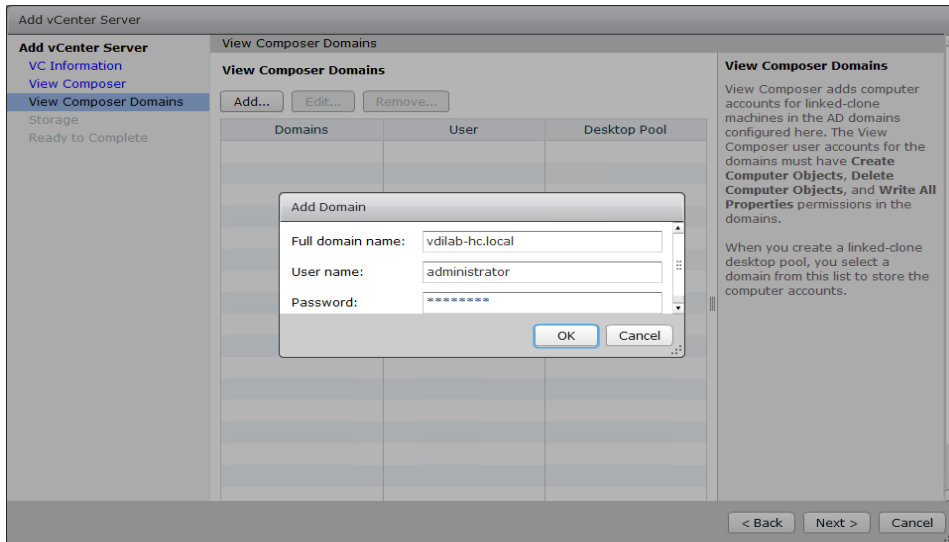 Add vCenter Server
Add vCenter Server
VC Information
View Composer
View Composer Domains
Storage
Ready to Complete
View Composer Domains
View Composer Domains
Add... Edit... Remove...
Domains User Desktop Pool
Add Domain
Full domain name: vdilab-hc.local
User name: administrator
Password: ********
OK Cancel
View Composer Domains
View Composer adds computer
accounts for linked-clone
machines in the AD domains
configured here. The View
Composer user accounts for the
domains must have Create
Computer Objects, Delete
Computer Objects, and Write All
Properties permissions in the
domains.
When you create a linked-clone
desktop pool, you select a
domain from this list to store the
computer accounts.
< Back Next > Cancel